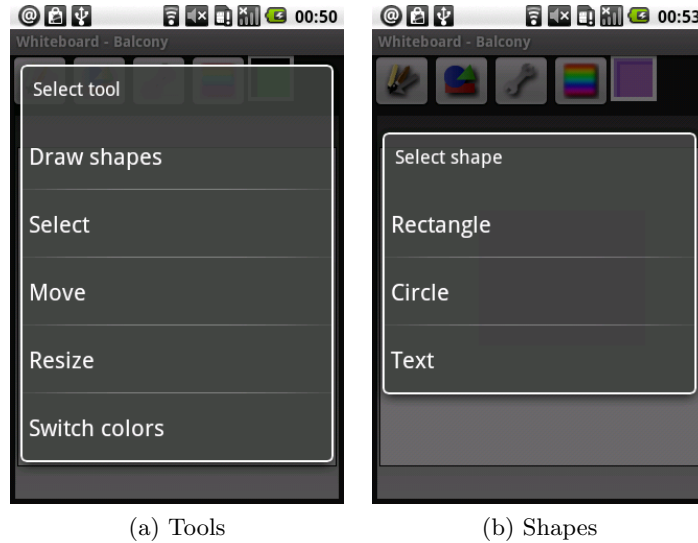 00:50
Whiteboard - Balcony
Select tool
Draw shapes
Select
Move
Resize
Switch colors
(a) Tools
00:53
Whiteboard - Balcony
Select shape
Rectangle
Circle
Text
(b) Shapes